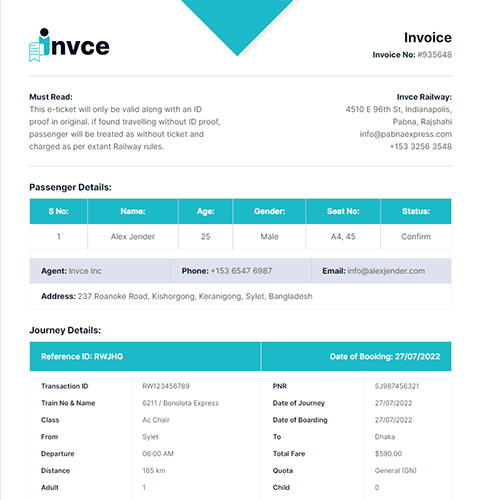 invce
Invoice
Invoice No: #935648
Must Read:
This e-ticket will only be valid along with an ID
proof in original. if found travelling without ID proof,
passenger will be treated as without ticket and
charged as per extant Railway rules.
Invce Railway:
4510 E 96th St, Indianapolis,
Pabna, Rajshahi
info@pabnaexpress.com
+153 3256 3548
Passenger Details:
S No: Name: Age: Gender: Seat No: Status:
1 Alex Jender 25 Male A4, 45 Confirm
Agent: Invce Inc Phone: +153 6547 6987 Email: info@alexjender.com
Address: 237 Roanoke Road, Kishorgong, Keranigong, Sylet, Bangladesh
Journey Details:
Reference ID: RWJHG Date of Booking: 27/07/2022
Transaction ID RW123456789 PNR SJ987456321
Train No & Name 6211 / Bonolota Express Date of Journey 27/07/2022
Class Ac Chair Date of Boarding 27/07/2022
From Sylet To Dhaka
Departure 06:00 AM Total Fare $590.00
Distance 165 km Quota General (GN)
Adult 1 Child 0